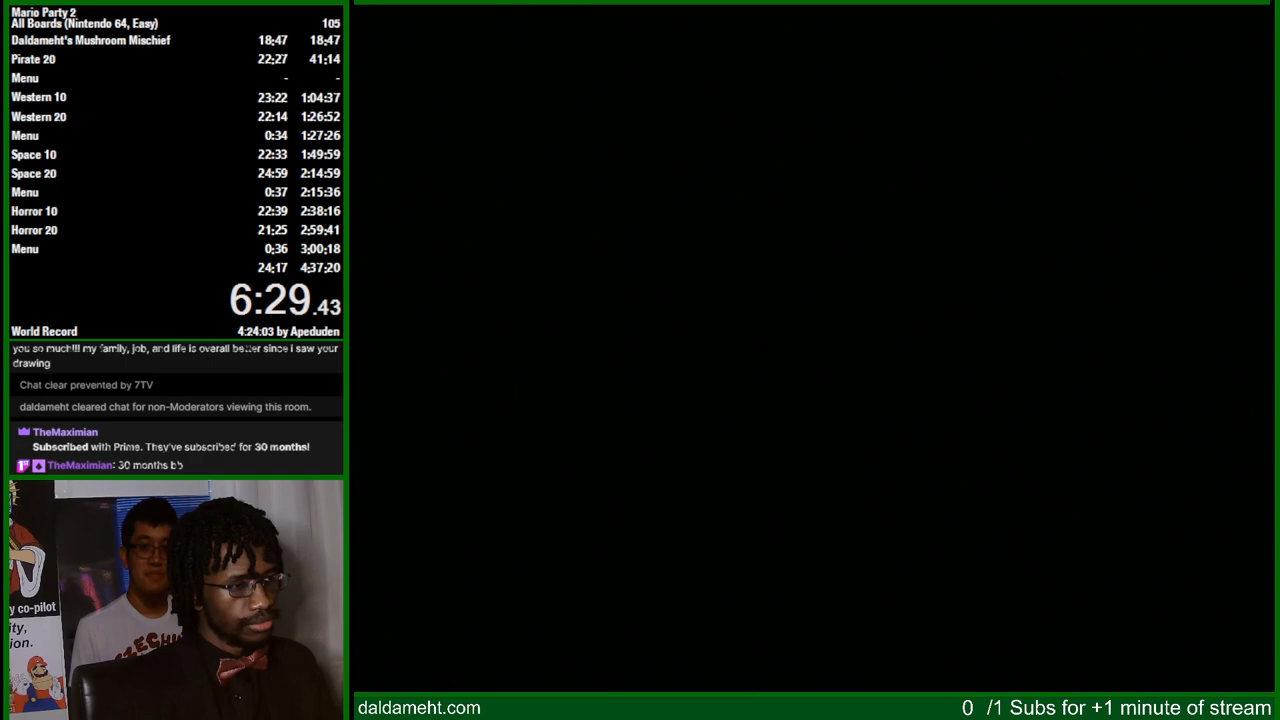 Mario Party 2
All Boards (Nintendo 64, Easy) 105
Daldameht's Mushroom Mischief 18:47 18:47
Pirate 20 22:27 41:14
Menu - -
Western 10 23:22 1:04:37
Western 20 22:14 1:26:52
Menu 0:34 1:27:26
Space 10 22:33 1:49:59
Space 20 24:59 2:14:59
Menu 0:37 2:15:36
Horror 10 22:39 2:38:16
Horror 20 21:25 2:59:41
Menu 0:36 3:00:18
24:17 4:37:20
6:29.43
World Record 4:24:03 by Apeduden
you so much!!! my family, job, and life is overall better since i saw your
drawing
Chat clear prevented by 7TV
daldameht cleared chat for non-Moderators viewing this room.
TheMaximian
Subscribed with Prime. They've subscribed for 30 months!
1st TheMaximian: 30 months bb
y co-pilot
ity,
ion.
daldameht.com 0 /1 Subs for +1 minute of stream